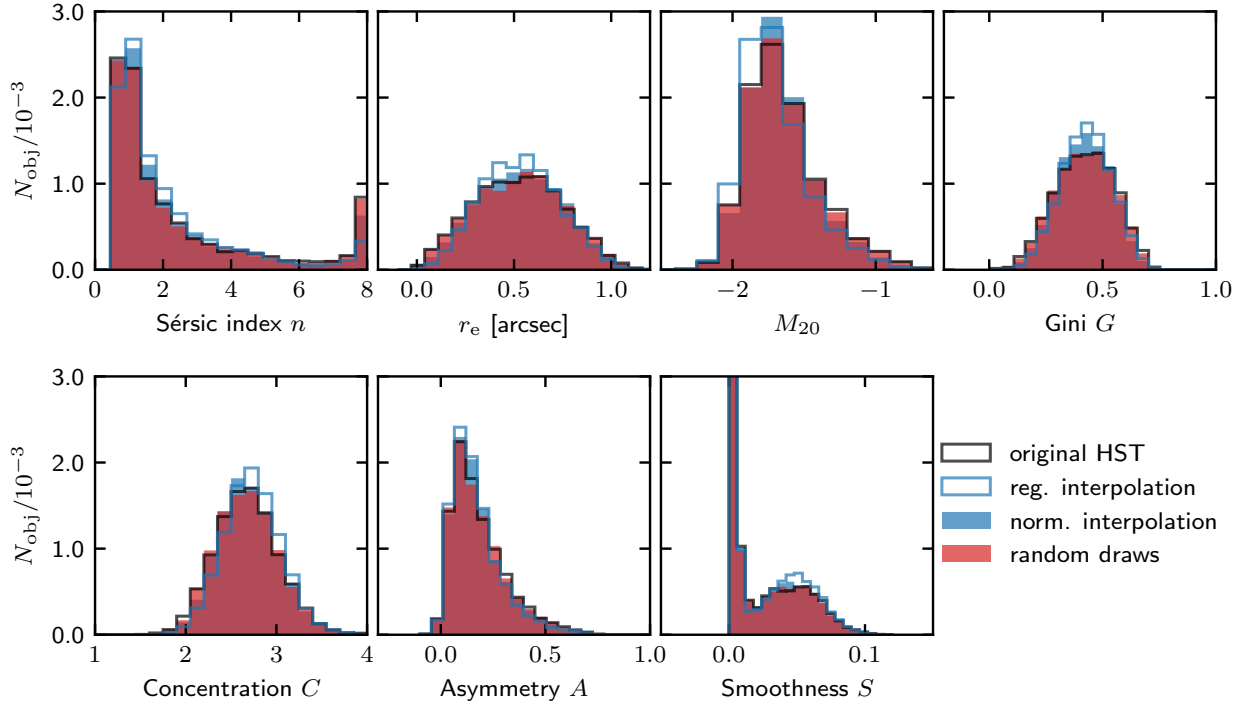 3.0
2.0
1.0
0.0
N_obj/10^−3
0 2 4 6 8
Sérsic index n
0.0 0.5 1.0
r_e [arcsec]
−2 −1
M_20
0.0 0.5 1.0
Gini G
3.0
2.0
1.0
0.0
N_obj/10^−3
1 2 3 4
Concentration C
0.0 0.5 1.0
Asymmetry A
0.0 0.1
Smoothness S
original HST
reg. interpolation
norm. interpolation
random draws